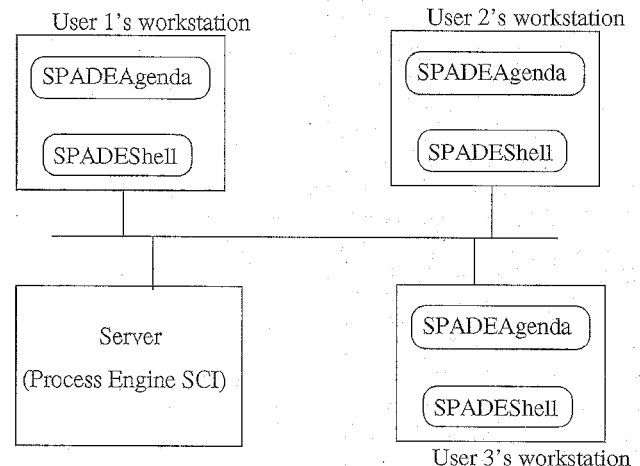 User 1's workstation
SPADEAgenda
SPADEShell
User 2's workstation
SPADEAgenda
SPADEShell
Server
(Process Engine SCI)
SPADEAgenda
SPADEShell
User 3's workstation